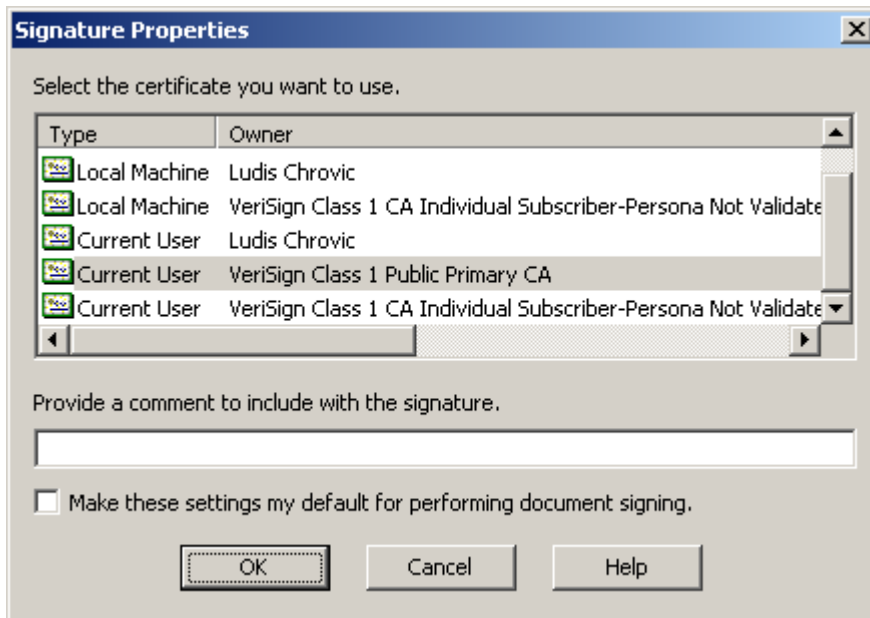 Signature Properties
Select the certificate you want to use.
Type Owner
Local Machine Ludis Chrovic
Local Machine VeriSign Class 1 CA Individual Subscriber-Persona Not Validate
Current User Ludis Chrovic
Current User VeriSign Class 1 Public Primary CA
Current User VeriSign Class 1 CA Individual Subscriber-Persona Not Validate
Provide a comment to include with the signature.
Make these settings my default for performing document signing.
OK Cancel Help